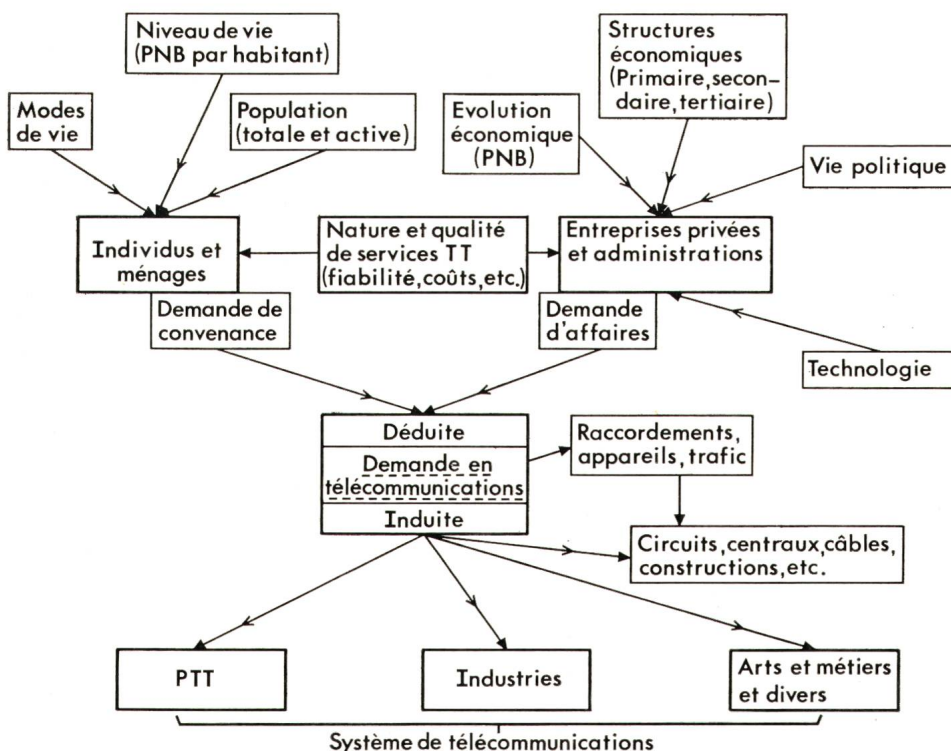 Niveau de vie
(PNB par habitant)
Structures
économiques
(Primaire, secon-
daire, tertiaire)
Modes
de vie
Population
(totale et active)
Evolution
économique
(PNB)
Vie politique
Individus et
ménages
Nature et qualité
de services TT
(fiabilité, coûts, etc.)
Entreprises privées
et administrations
Demande de
convenance
Demande
d'affaires
Technologie
Déduite
Demande en
télécommunications
Induite
Raccordements,
appareils, trafic
Circuits, centraux, câbles,
constructions, etc.
PTT
Industries
Arts et métiers
et divers
Système de télécommunications